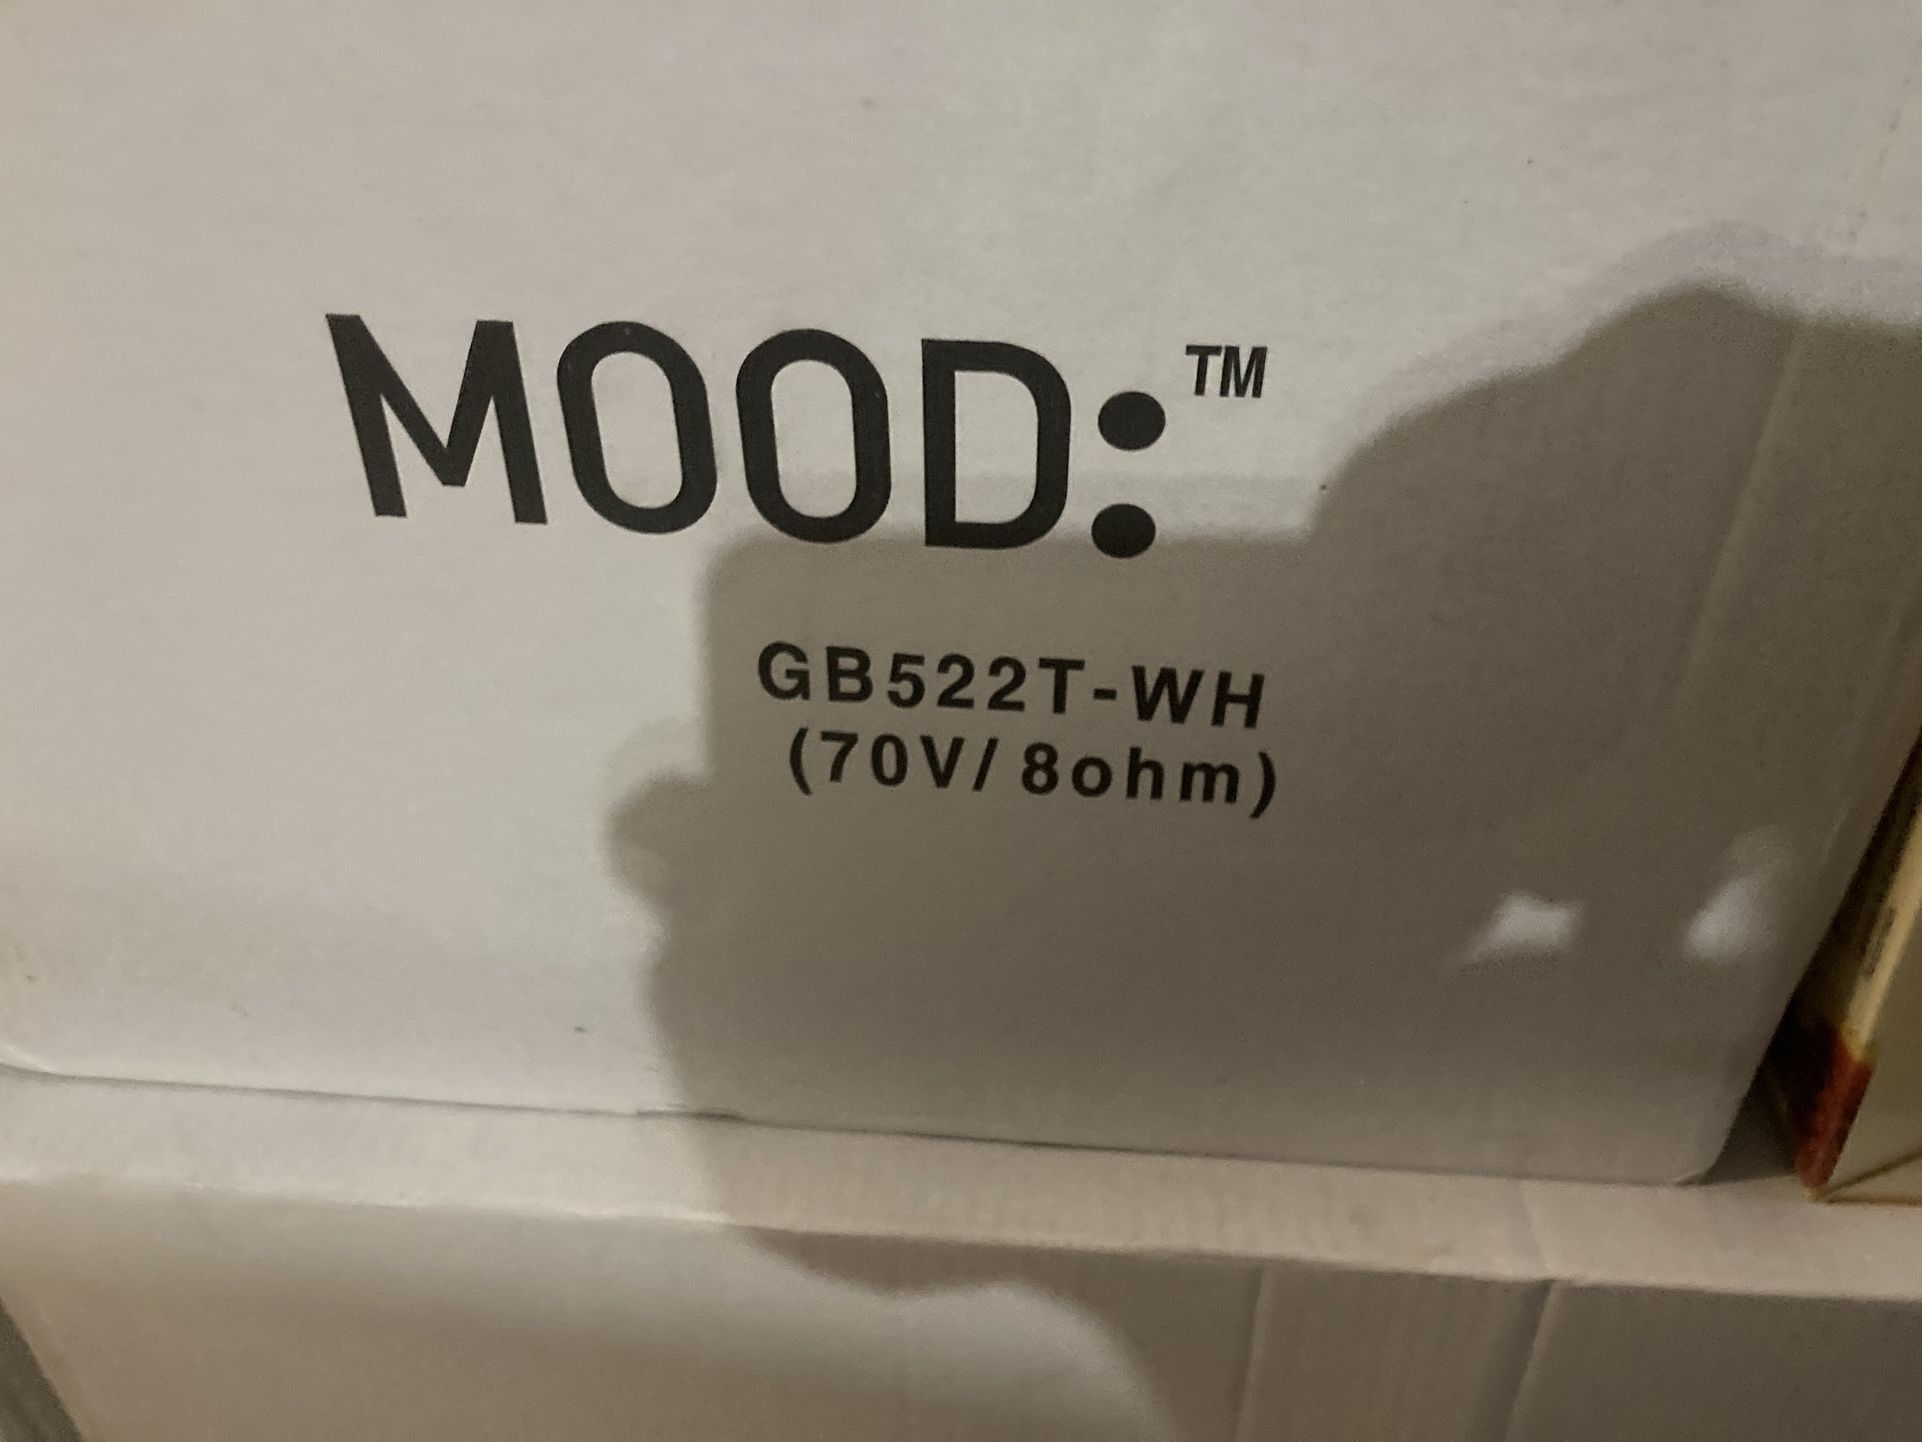 MOOD:™
GB522T-WH
(70V/ 8ohm)